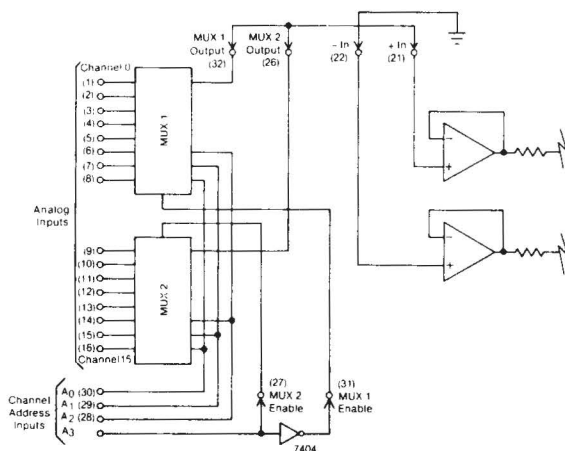 MUX 1
Output
(32)
MUX 2
Output
(26)
– In
(22)
+ In
(21)
Channel 0
(1)
(2)
(3)
(4)
(5)
(6)
(7)
(8)
MUX 1
Analog
Inputs
(9)
(10)
(11)
(12)
(13)
(14)
(15)
(16)
Channel15
MUX 2
–
+
–
+
Channel
Address
Inputs
A0 (30)
A1 (29)
A2 (28)
A3
(27)
MUX 2
Enable
(31)
MUX 1
Enable
7404